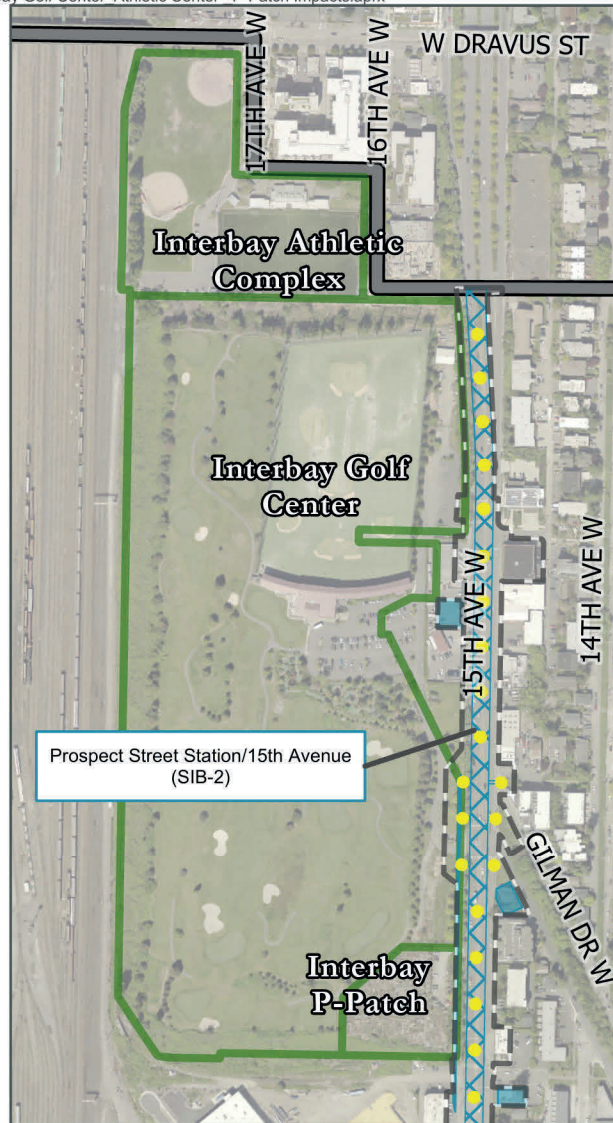 W DRAVUS ST
17TH AVE W
16TH AVE W
Interbay Athletic
Complex
Interbay Golf
Center
15TH AVE W
14TH AVE W
Prospect Street Station/15th Avenue
(SIB-2)
GILMAN DR W
Interbay
P-Patch